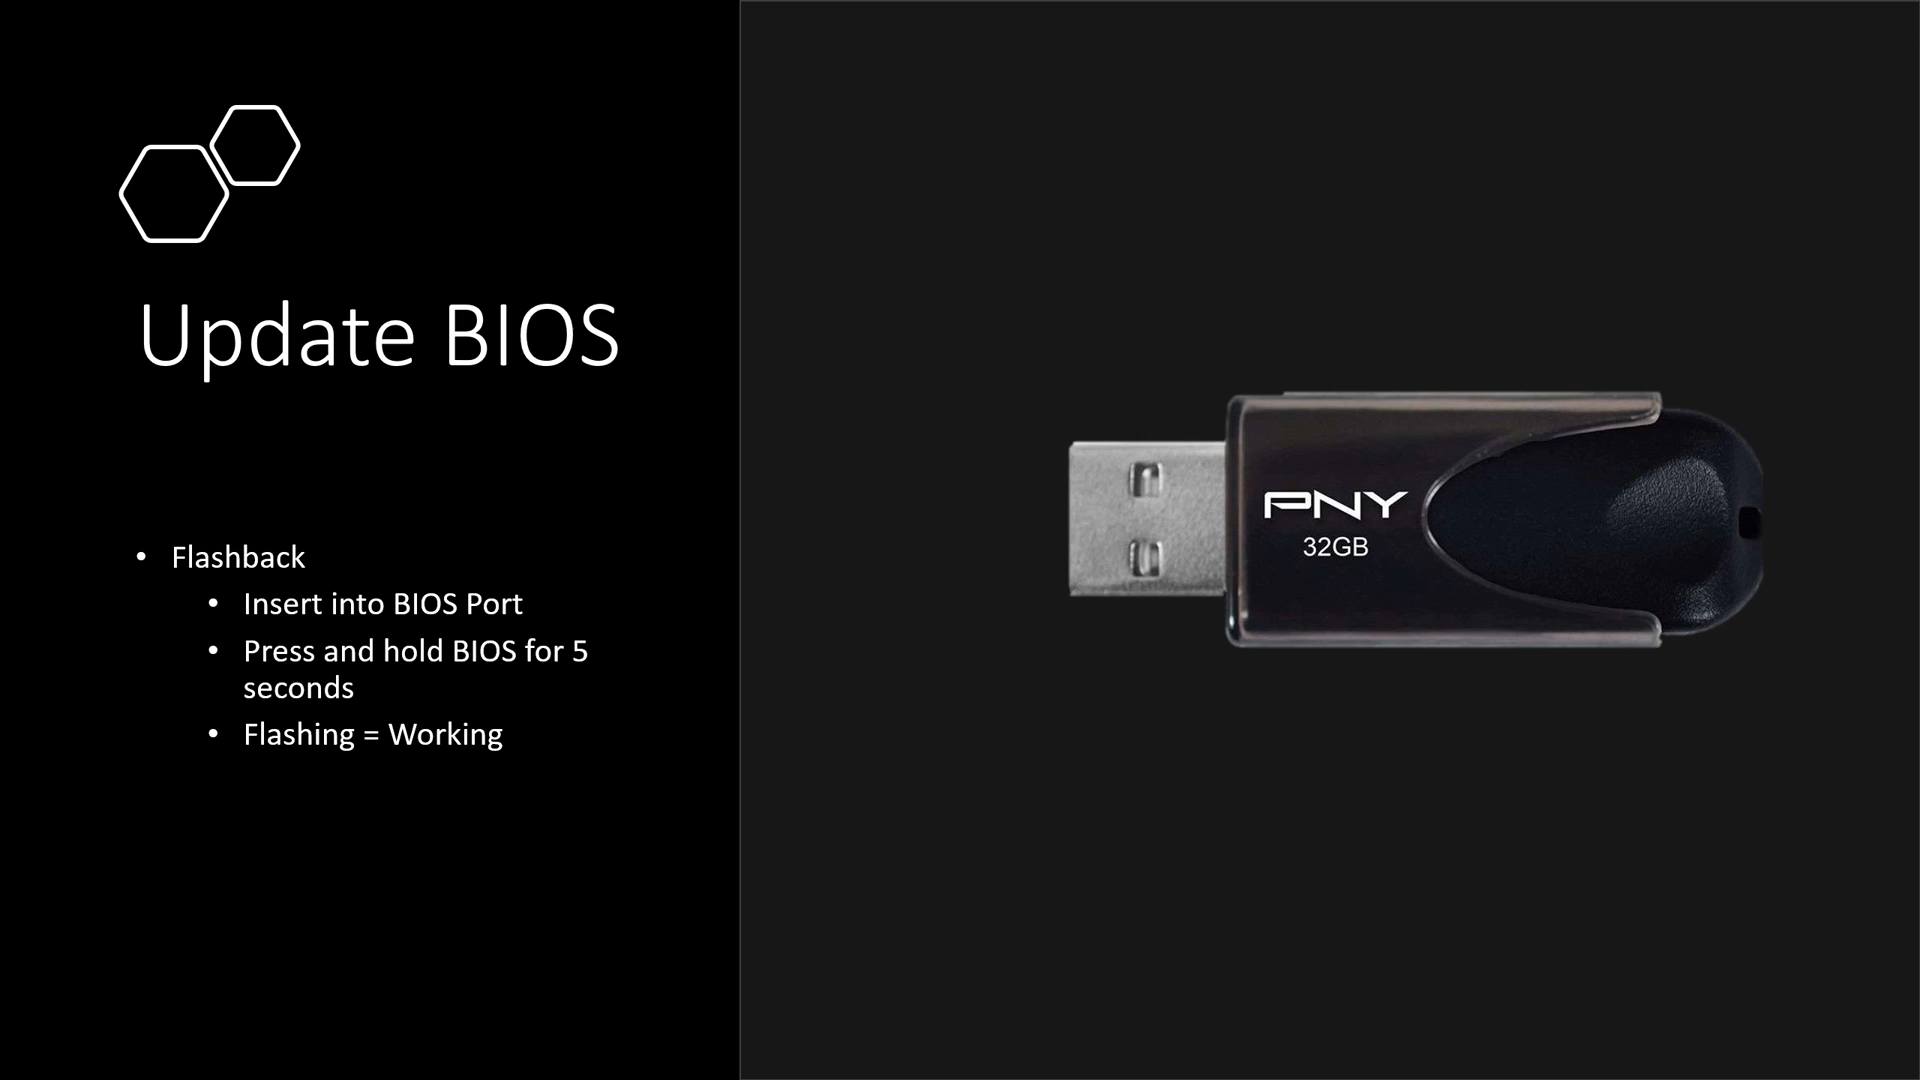 Update BIOS
• Flashback
• Insert into BIOS Port
• Press and hold BIOS for 5
seconds
• Flashing = Working
PNY
32GB